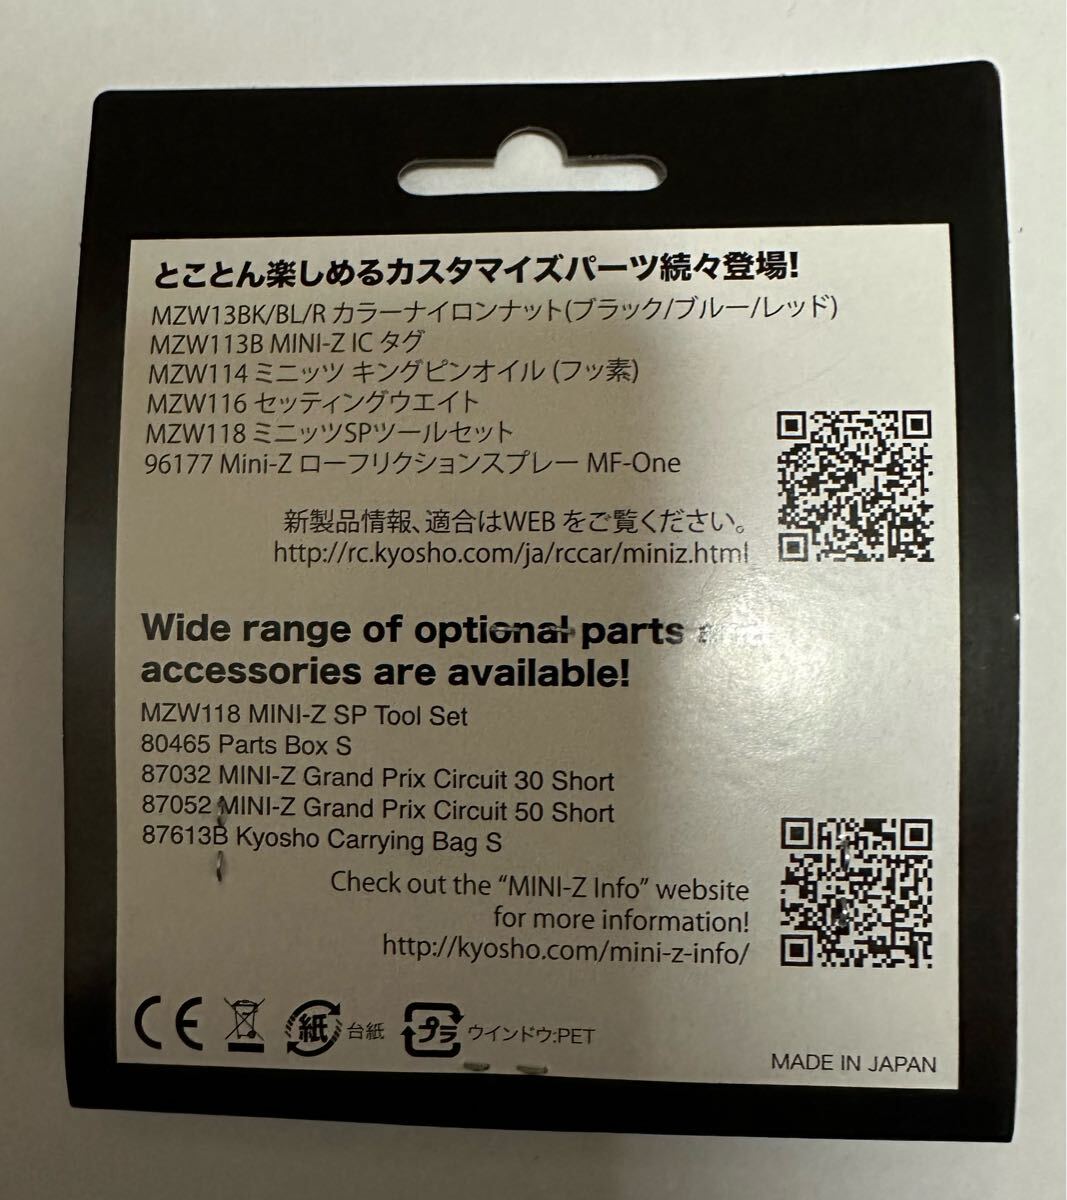 とことん楽しめるカスタマイズパーツ続々登場!
MZW13BK/BL/R カラーナイロンナット(ブラック/ブルー/レッド)
MZW113B MINI-Z IC タグ
MZW114 ミニッツ キングピンオイル (フッ素)
MZW116 セッティングウエイト
MZW118 ミニッツSPツールセット
96177 Mini-Z ローフリクションスプレー MF-One
新製品情報、適合はWEB をご覧ください。
http://rc.kyosho.com/ja/rccar/miniz.html
Wide range of optional parts
accessories are available!
MZW118 MINI-Z SP Tool Set
80465 Parts Box S
87032 MINI-Z Grand Prix Circuit 30 Short
87052 MINI-Z Grand Prix Circuit 50 Short
87613B Kyosho Carrying Bag S
Check out the “MINI-Z Info” website
for more information!
http://kyosho.com/mini-z-info/
CE 紙 台紙 プラ ウインドウ:PET
MADE IN JAPAN